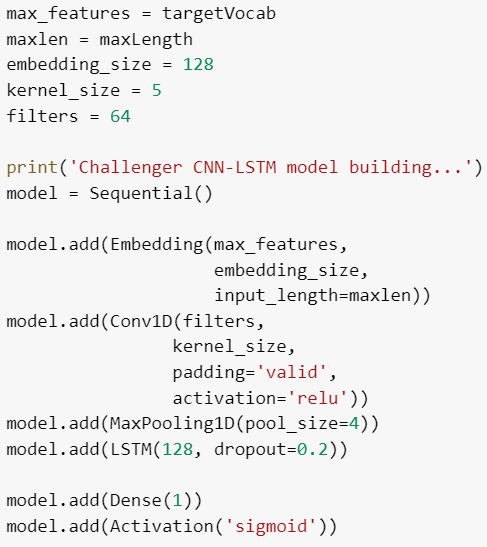 max_features = targetVocab
maxlen = maxLength
embedding_size = 128
kernel_size = 5
filters = 64
print('Challenger CNN-LSTM model building...')
model = Sequential()
model.add(Embedding(max_features,
embedding_size,
input_length=maxlen))
model.add(Conv1D(filters,
kernel_size,
padding='valid',
activation='relu'))
model.add(MaxPooling1D(pool_size=4))
model.add(LSTM(128, dropout=0.2))
model.add(Dense(1))
model.add(Activation('sigmoid'))